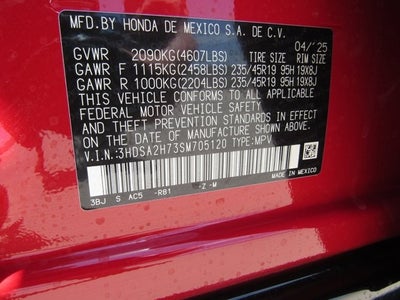 MFD.BY HONDA DE MEXICO S.A. DE C.V.
04/'25
GVWR 2090KG(4607LBS) TIRE SIZE RIM SIZE
GAWR F 1115KG(2458LBS) 235/45R19 95H 19X8J
GAWR R 1000KG(2204LBS) 235/45R19 95H 19X8J
THIS VEHICLE CONFORMS TO ALL APPLICABLE
FEDERAL MOTOR VEHICLE SAFETY AND
THEFT PREVENTION STANDARDS IN EFFECT ON
THE DATE OF MANUFACTURE SHOWN ABOVE.
V.I.N.:3HDSA2H73SM705120 TYPE:MPV
3BJ S AC5 -R81 -Z -M MADE IN MEXICO